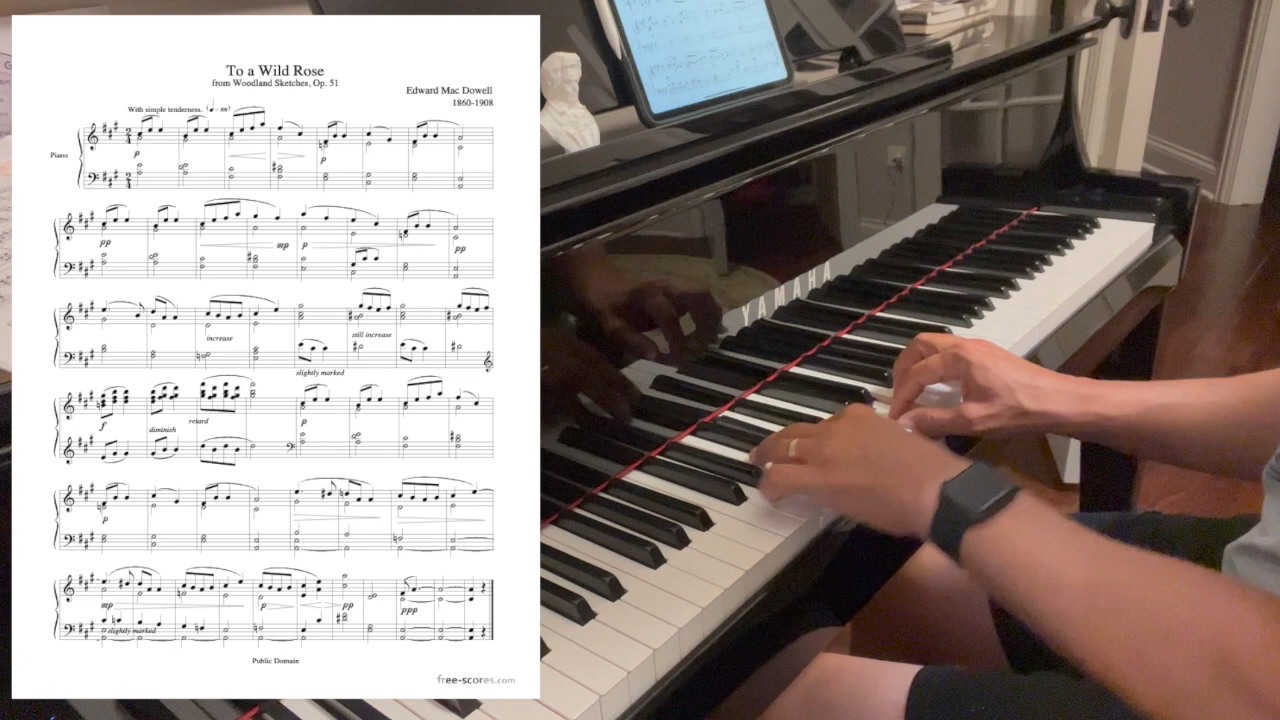 To a Wild Rose
from Woodland Sketches, Op. 51
Edward Mac Dowell
1860-1908
With simple tenderness. (♩= 88)
Piano
p
p
pp
mp
p
pp
increase
still increase
slightly marked
f
diminish
retard
p
p
mp
p
pp
ppp
slightly marked
Public Domain
free-scores.com
YAMAHA